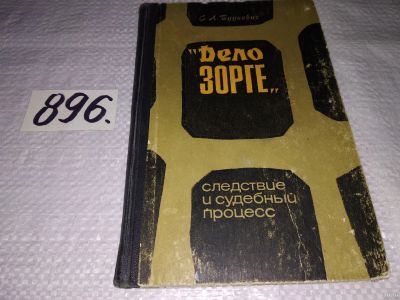 896.
С. Л. Будкевич
"Дело
ЗОРГЕ„
следствие
и судебный
процесс